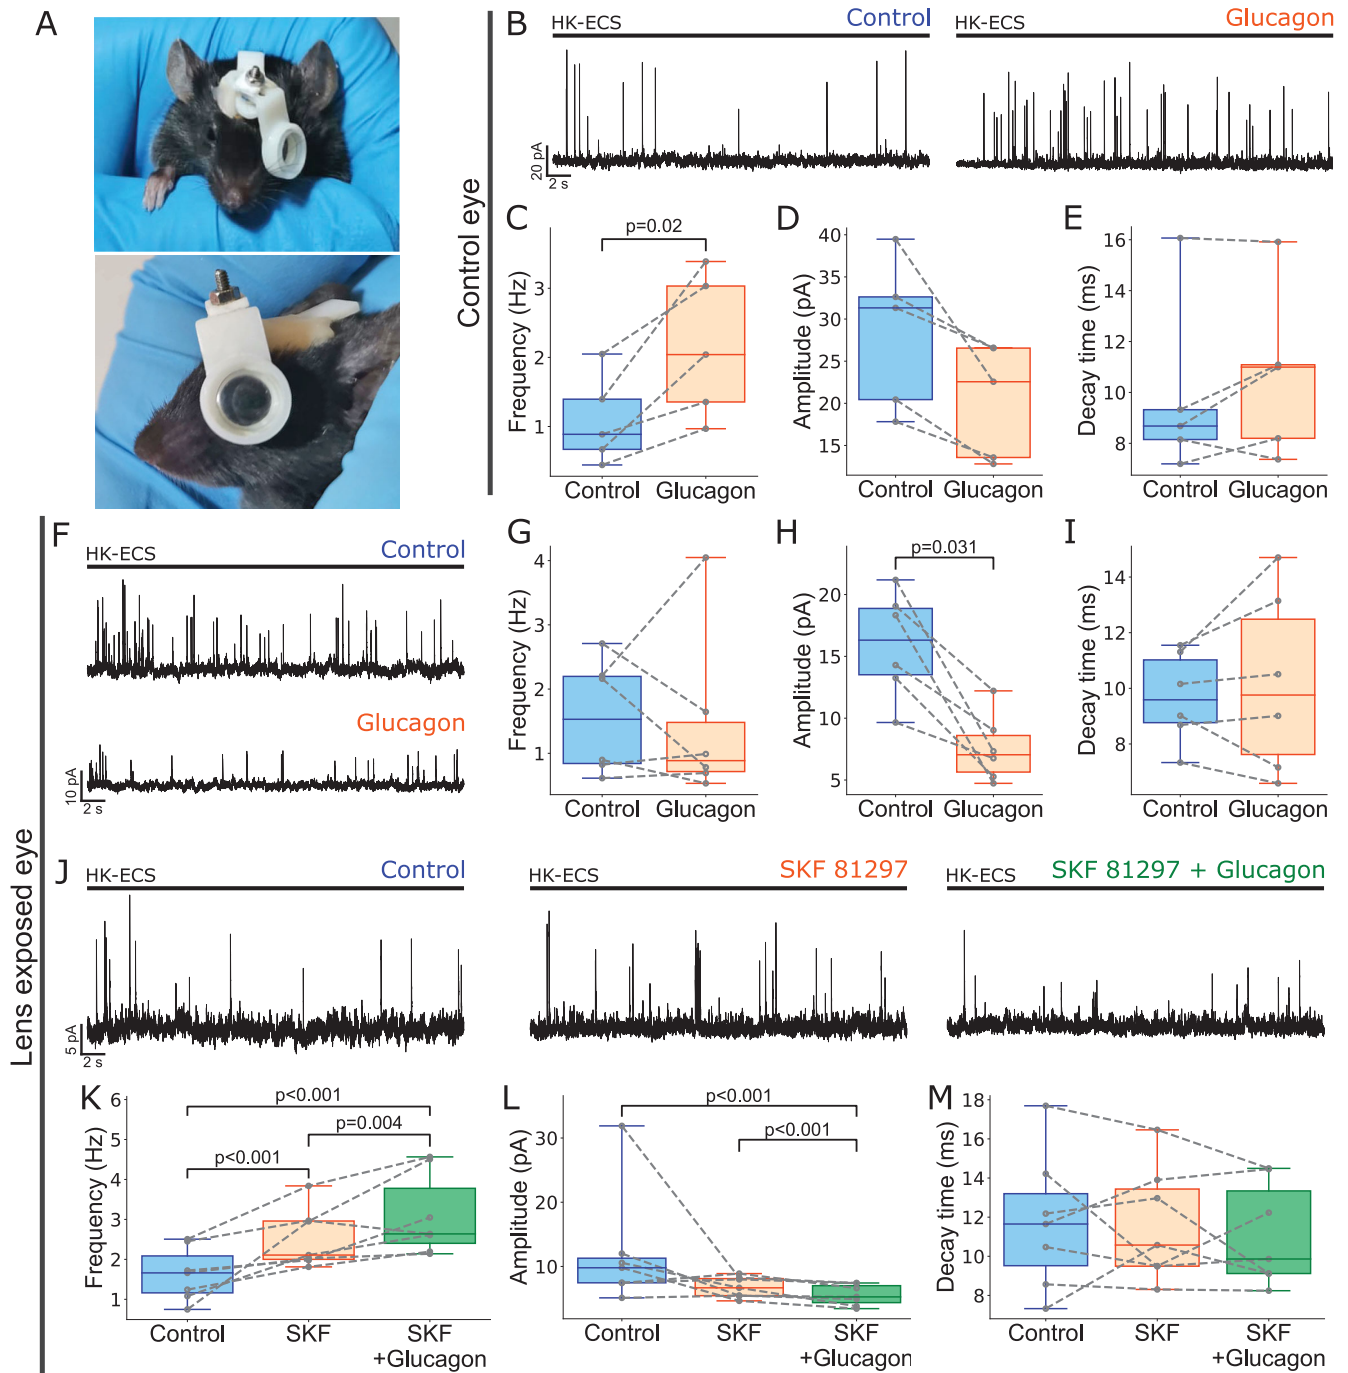 A
B
HK-ECS
Control
HK-ECS
Glucagon
20 pA
2 s
Control eye
C
p=0.02
Frequency (Hz)
3
2
1
Control
Glucagon
D
Amplitude (pA)
40
35
30
25
20
15
Control
Glucagon
E
Decay time (ms)
16
14
12
10
8
Control
Glucagon
Lens exposed eye
F
HK-ECS
Control
Glucagon
10 pA
2 s
G
Frequency (Hz)
4
3
2
1
Control
Glucagon
H
p=0.031
Amplitude (pA)
20
15
10
5
Control
Glucagon
I
Decay time (ms)
14
12
10
8
Control
Glucagon
J
HK-ECS
Control
HK-ECS
SKF 81297
HK-ECS
SKF 81297 + Glucagon
5 pA
2 s
K
p<0.001
p=0.004
p<0.001
Frequency (Hz)
6
5
4
3
2
1
Control
SKF
SKF
+Glucagon
L
p<0.001
p<0.001
Amplitude (pA)
30
20
10
Control
SKF
SKF
+Glucagon
M
Decay time (ms)
18
16
14
12
10
8
Control
SKF
SKF
+Glucagon